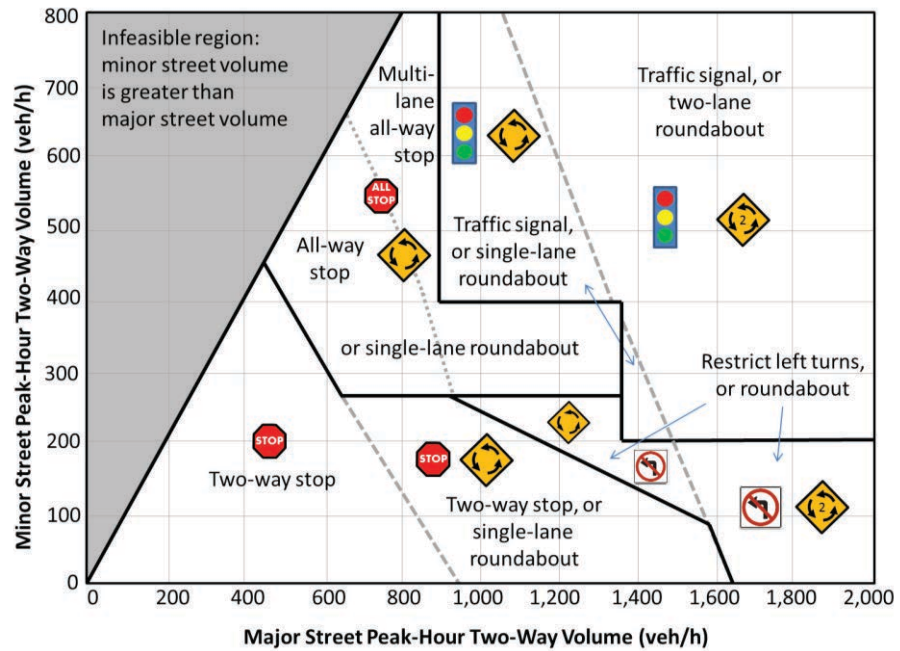 800
700
600
500
400
300
200
100
0
Minor Street Peak-Hour Two-Way Volume (veh/h)
Infeasible region:
minor street volume
is greater than
major street volume
Multi-
lane
all-way
stop
Traffic signal, or
two-lane
roundabout
ALL
STOP
All-way
stop
Traffic signal,
or single-lane
roundabout
2
or single-lane roundabout
Restrict left turns,
or roundabout
STOP
Two-way stop
STOP
Two-way stop, or
single-lane
roundabout
2
0
200
400
600
800
1,000
1,200
1,400
1,600
1,800
2,000
Major Street Peak-Hour Two-Way Volume (veh/h)